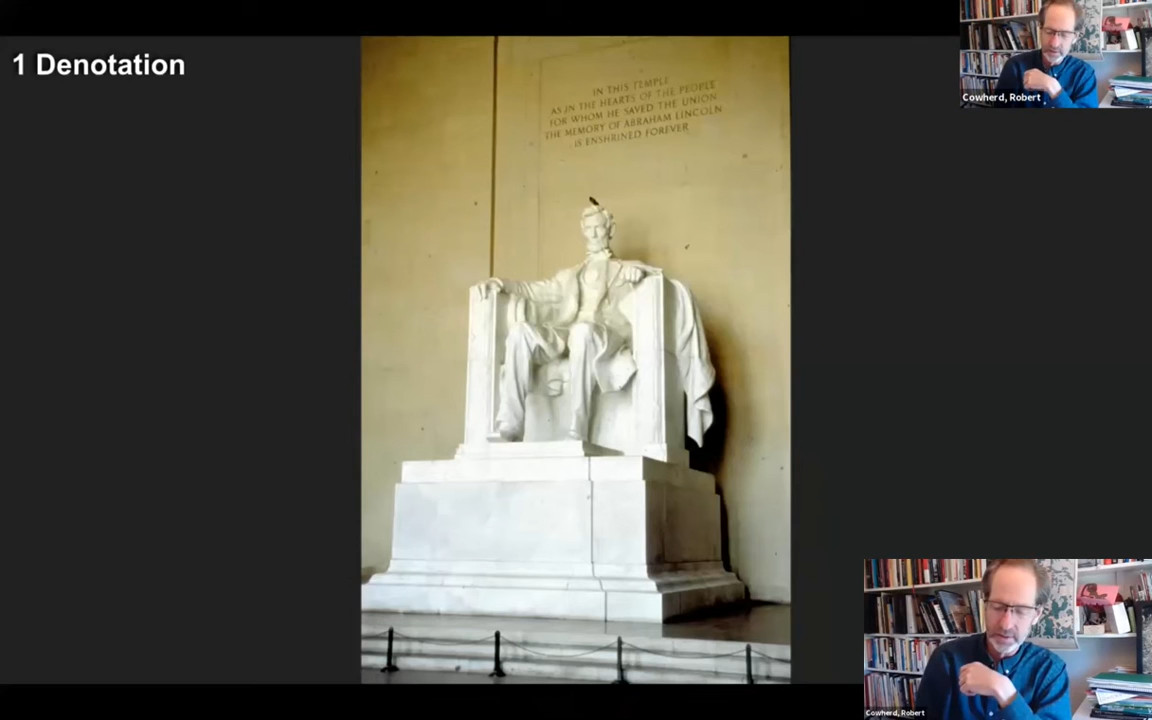 1 Denotation
IN THIS TEMPLE
AS IN THE HEARTS OF THE PEOPLE
FOR WHOM HE SAVED THE UNION
THE MEMORY OF ABRAHAM LINCOLN
IS ENSHRINED FOREVER
Cowherd, Robert
Cowherd, Robert